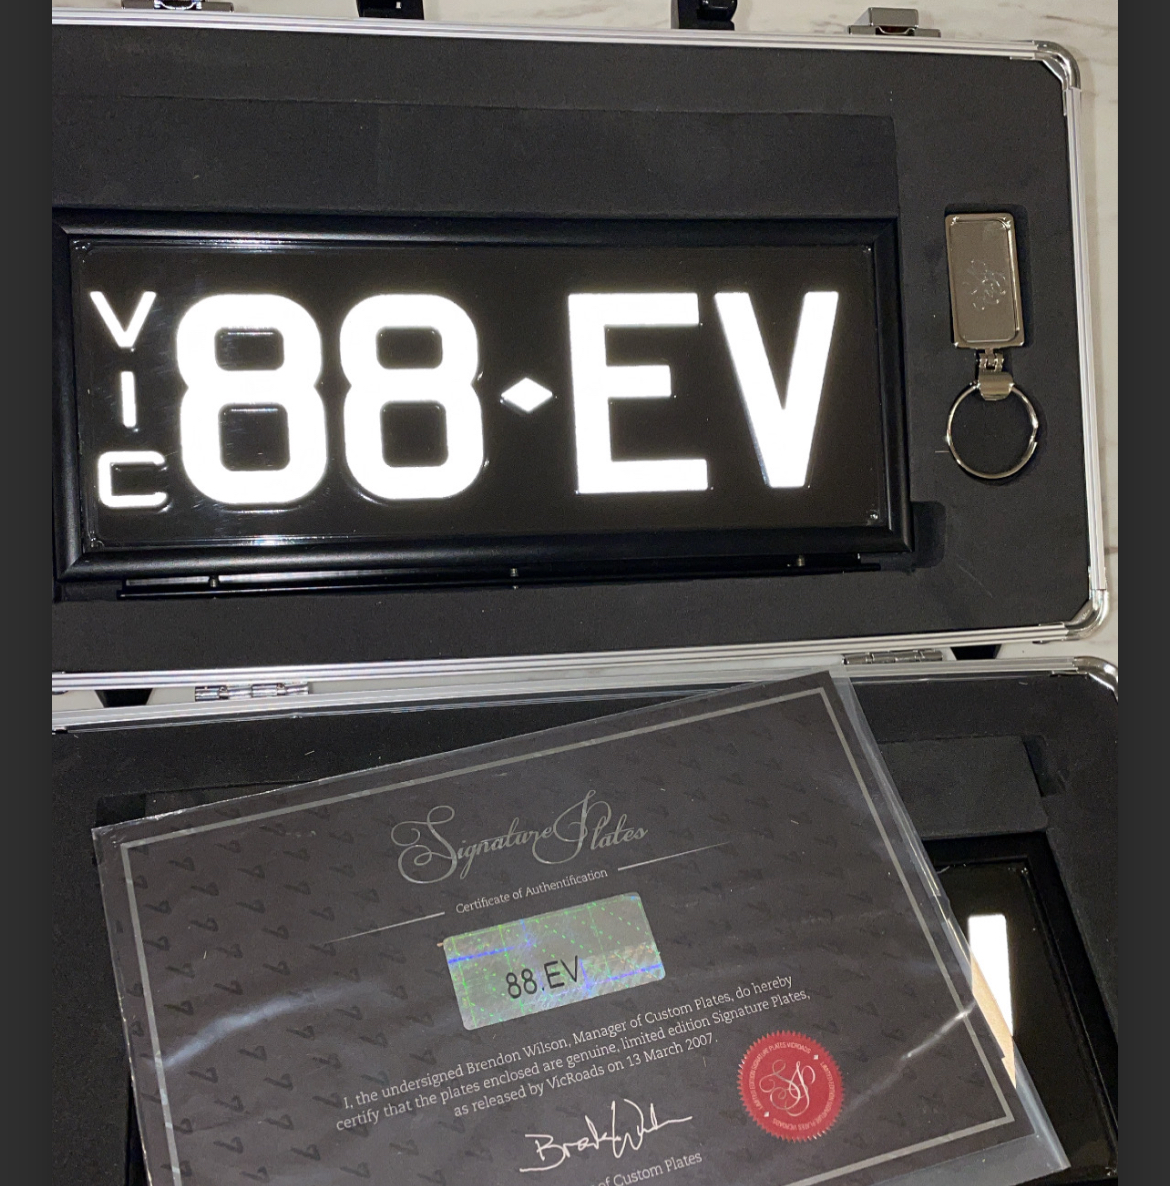 VIC
88♦EV
Signature Plates
Certificate of Authentification
88.EV
I, the undersigned Brendon Wilson, Manager of Custom Plates, do hereby
certify that the plates enclosed are genuine, limited edition Signature Plates,
as released by VicRoads on 13 March 2007.
of Custom Plates